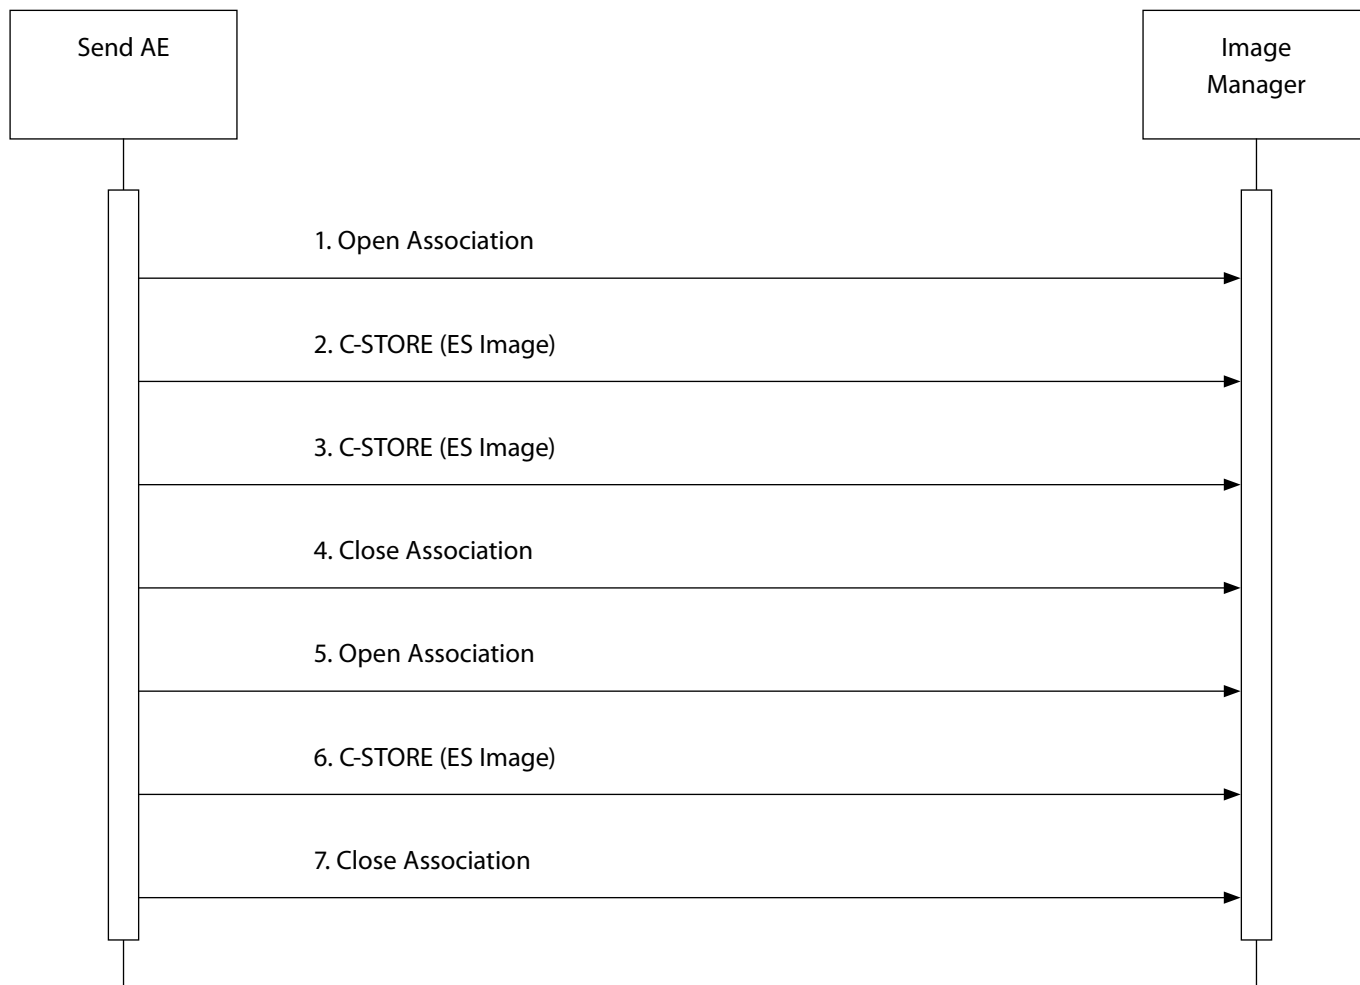 Send AE
Image
Manager
1. Open Association
2. C-STORE (ES Image)
3. C-STORE (ES Image)
4. Close Association
5. Open Association
6. C-STORE (ES Image)
7. Close Association